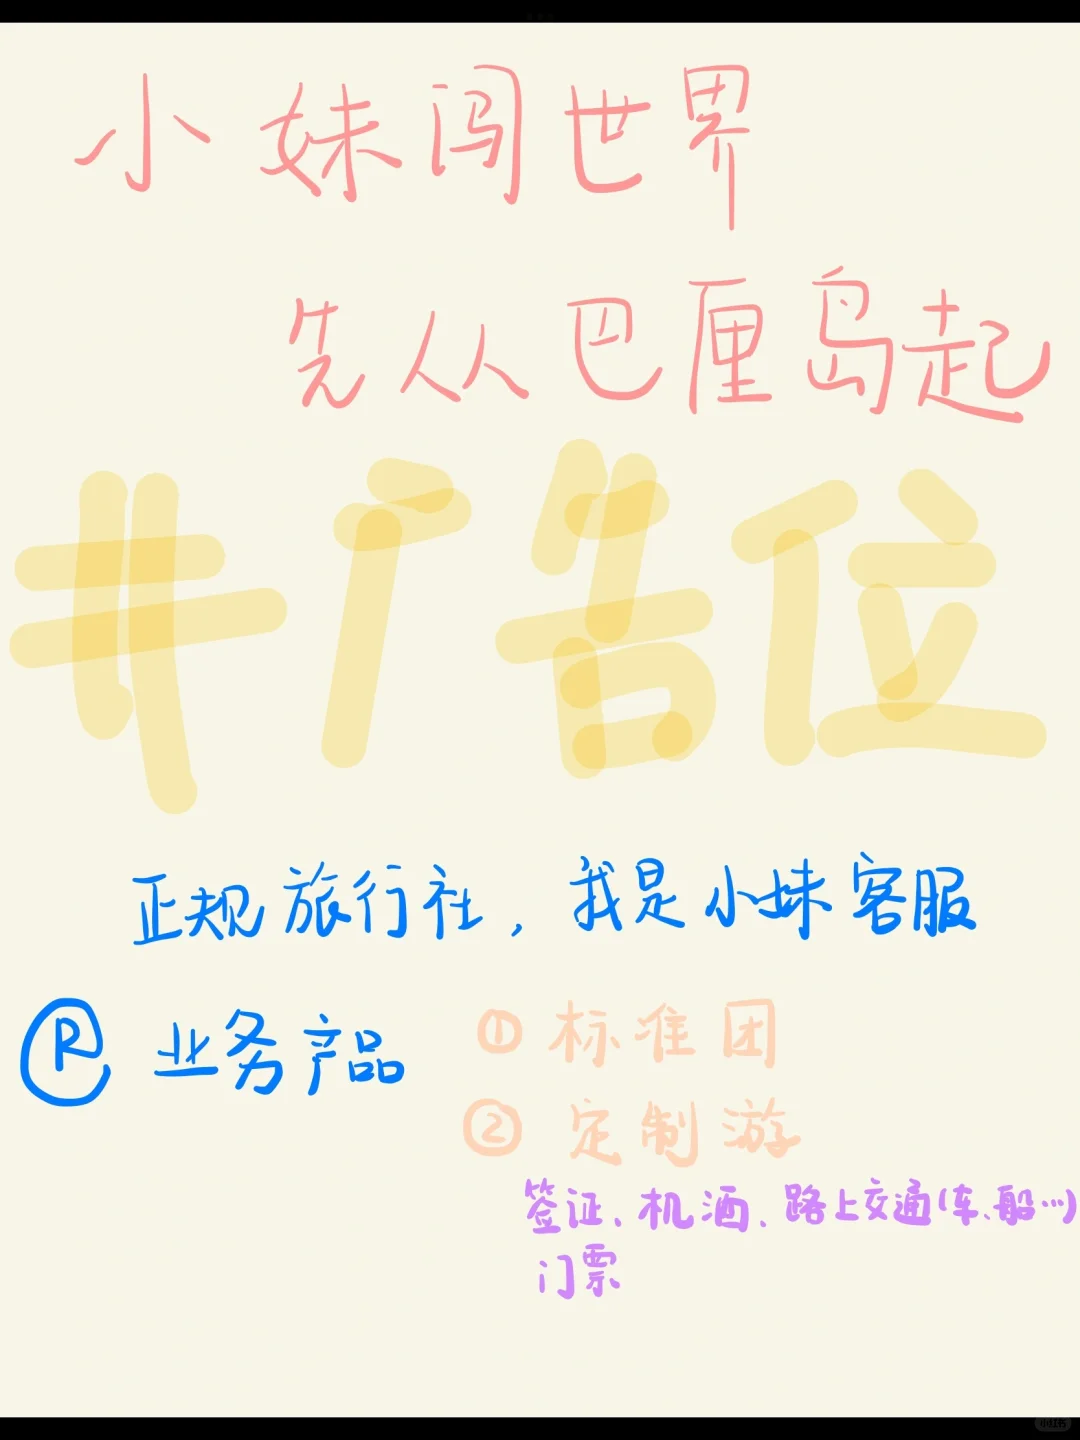 小妹闯世界
先从巴厘岛起
#广告位
正规旅行社，我是小妹客服
Ⓡ 业务产品 ① 标准团
② 定制游
签证、机酒、路上交通(车、船…)
门票